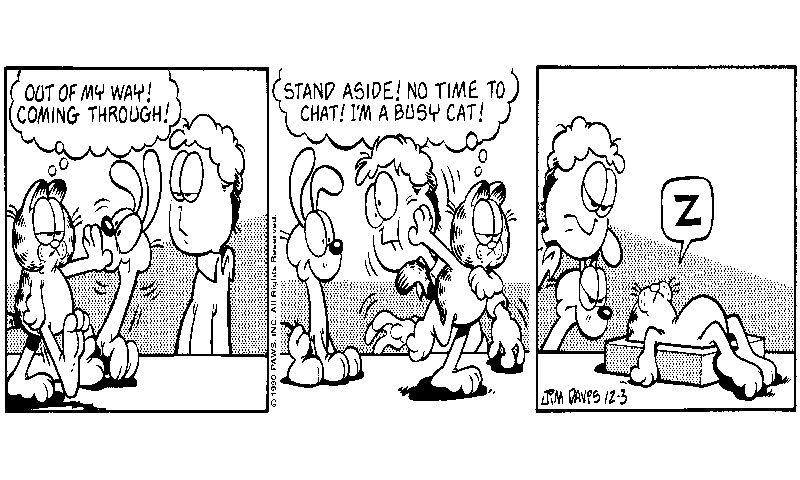 OUT OF MY WAY!
COMING THROUGH!
STAND ASIDE! NO TIME TO
CHAT! I'M A BUSY CAT!
© 1990 PAWS, INC. All Rights Reserved.
Z
JIM DAVIS 12-3